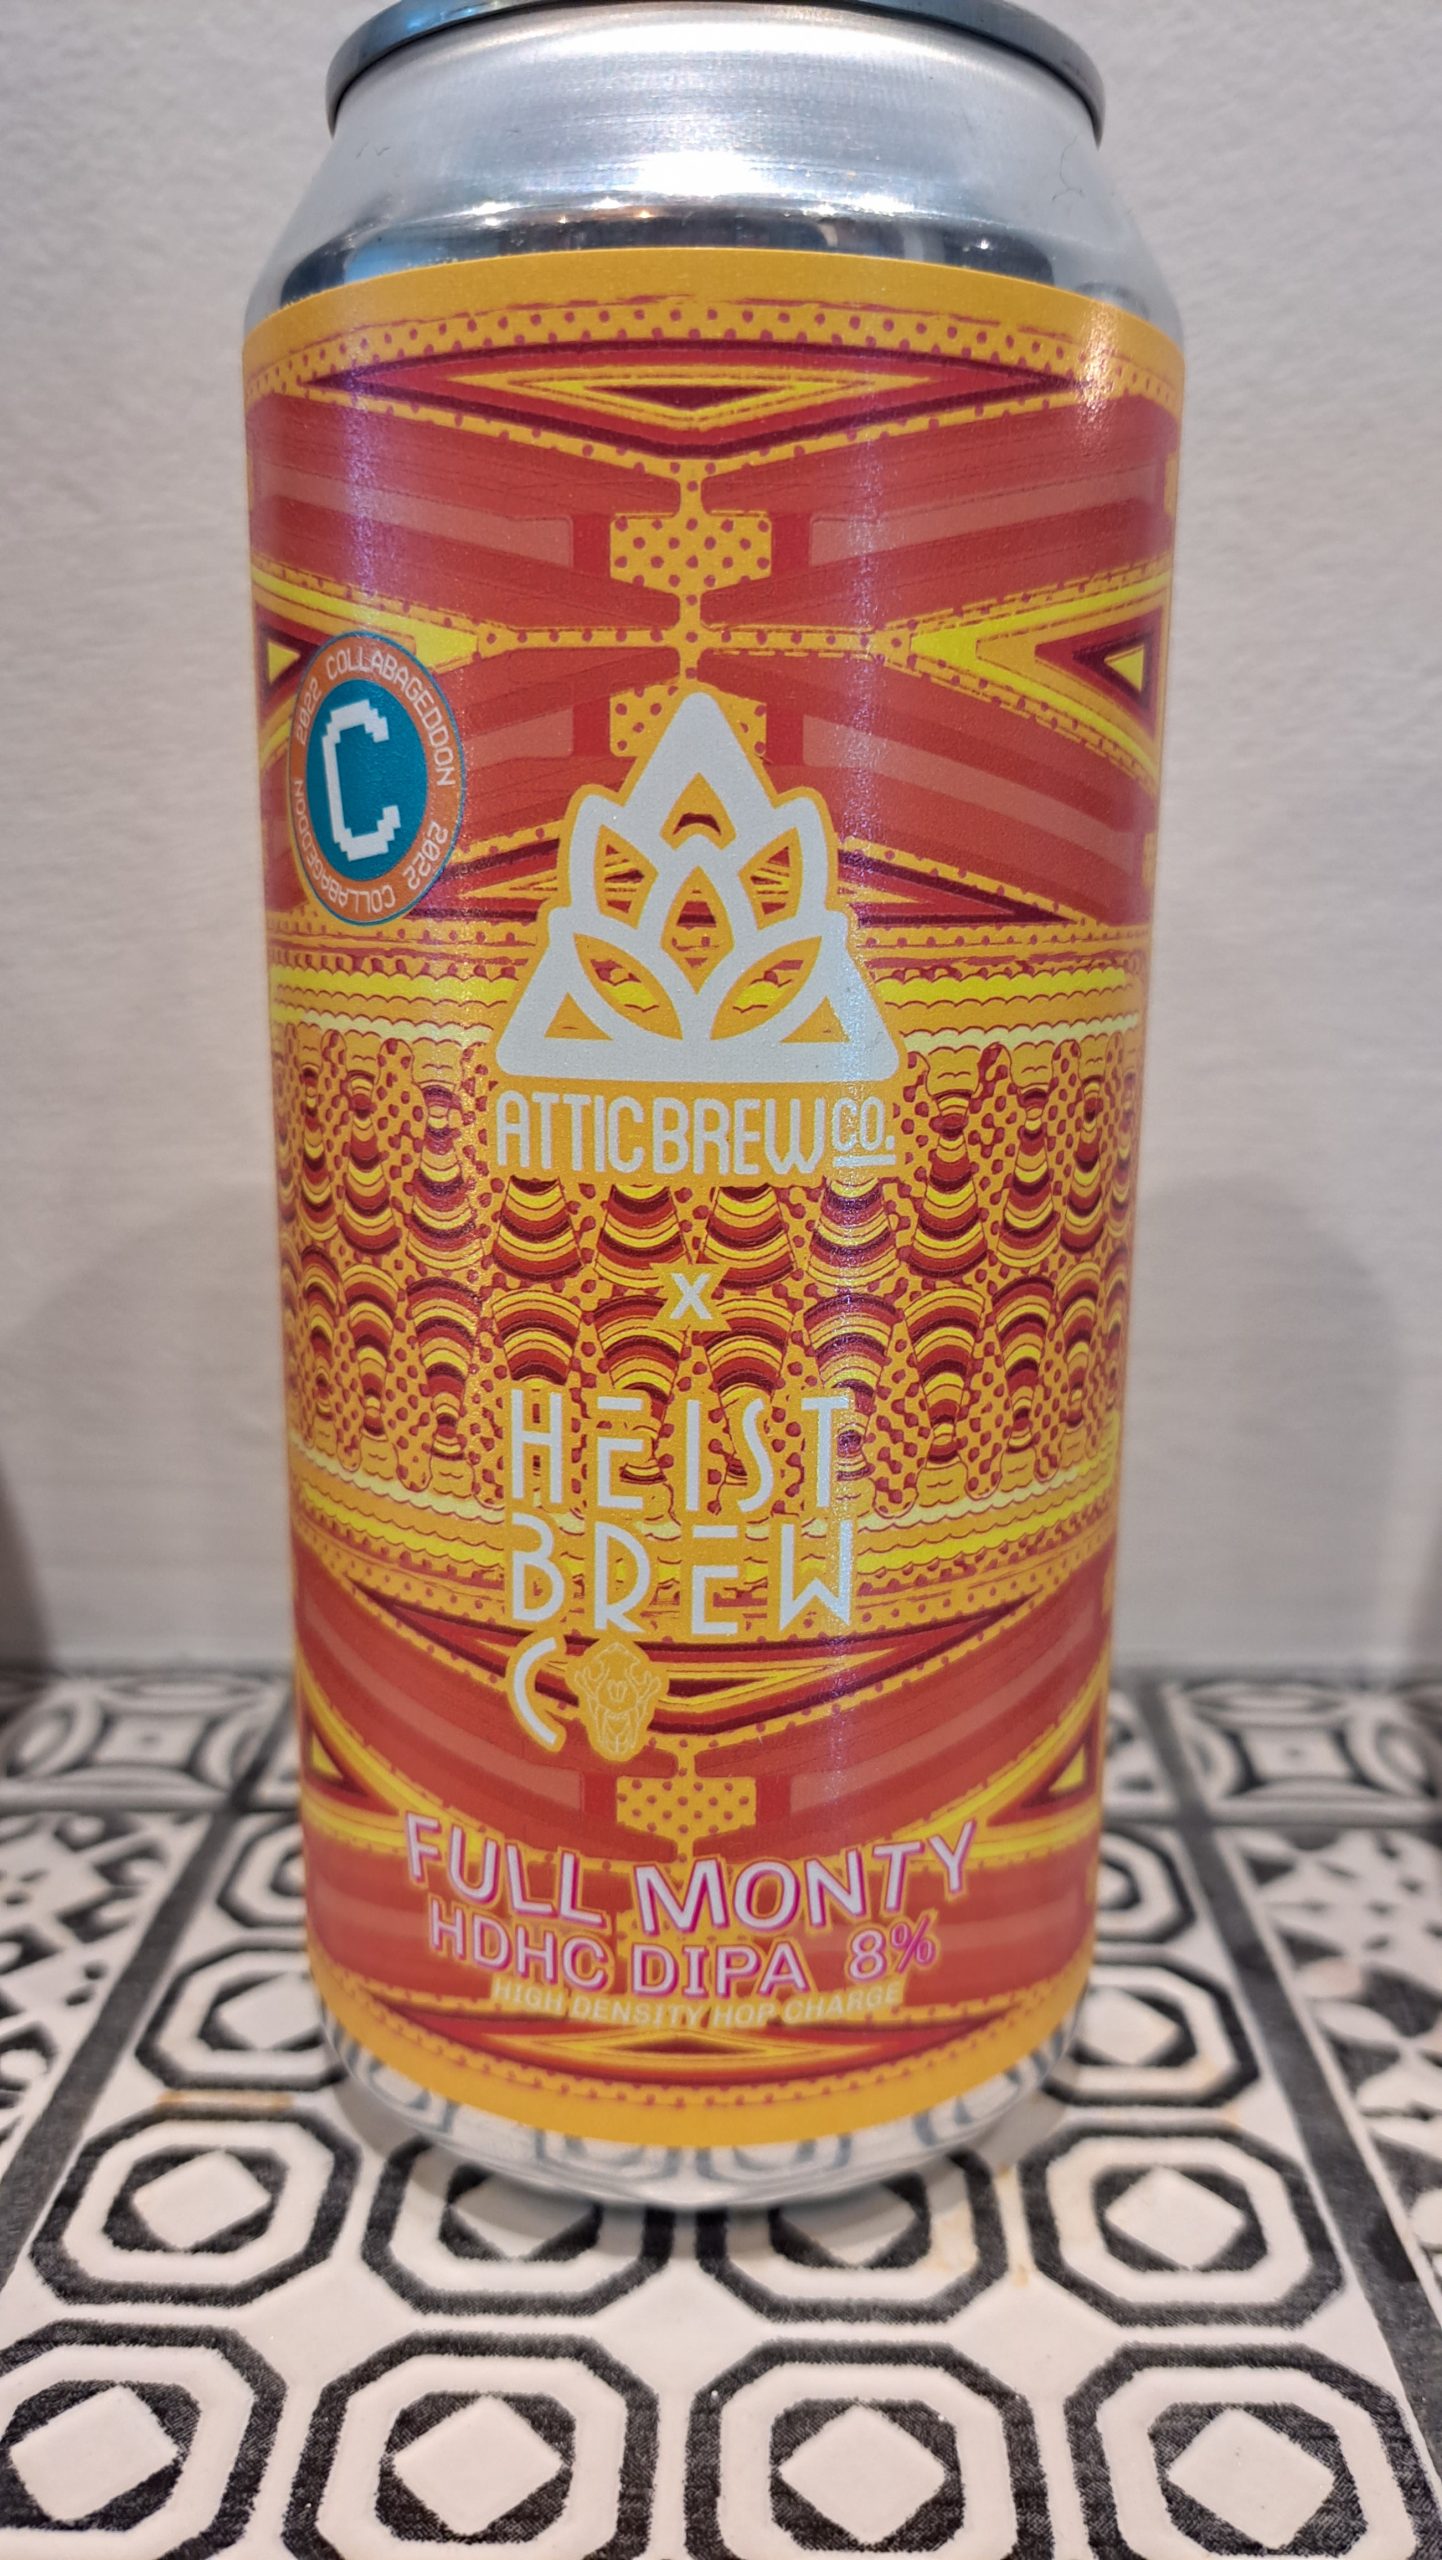 2022 COLLABAGEDDON
2022 COLLABAGEDDON
C
ATTIC BREW CO.
X
HEIST
BREW
CO
FULL MONTY
HDHC DIPA 8%
HIGH DENSITY HOP CHARGE